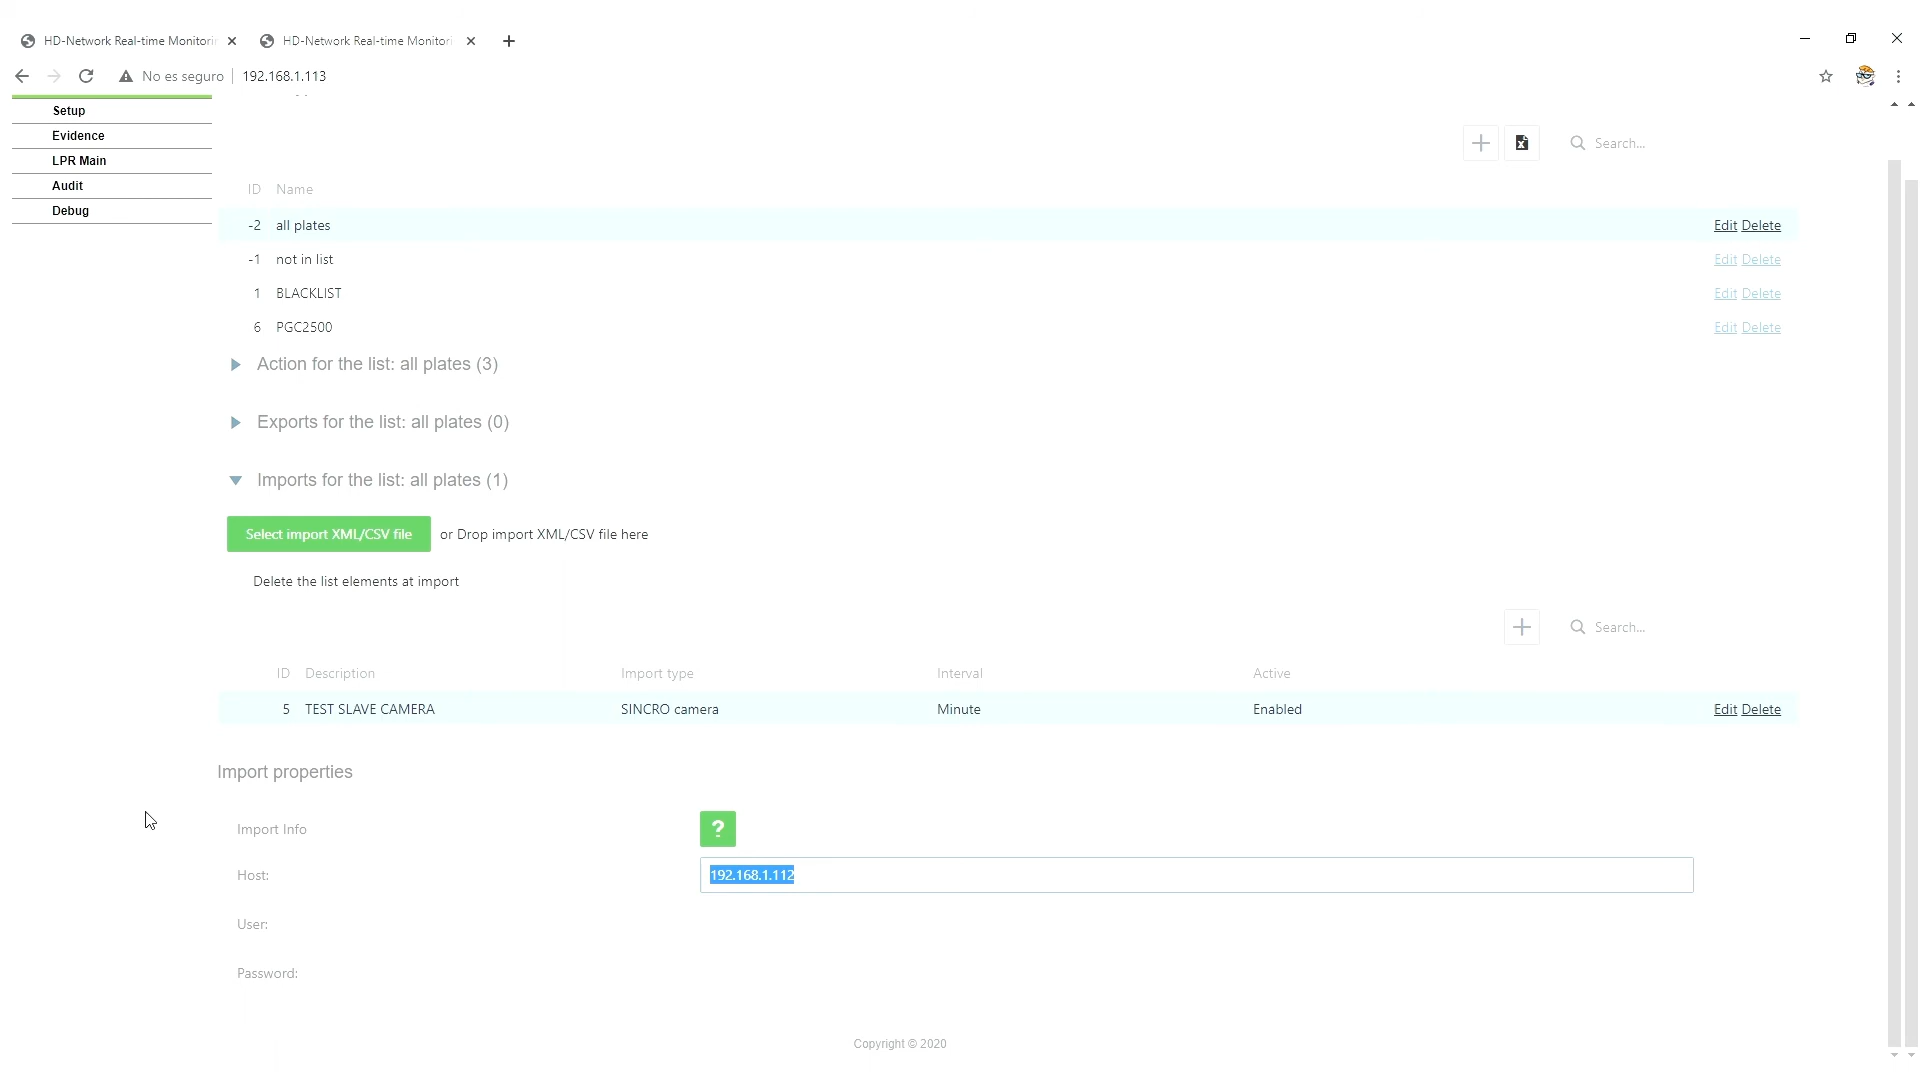 HD-Network Real-time Monitorin
HD-Network Real-time Monitori
No es seguro
192.168.1.113
Setup
Evidence
LPR Main
Audit
Debug
Search...
ID Name
-2 all plates Edit Delete
-1 not in list Edit Delete
1 BLACKLIST Edit Delete
6 PGC2500 Edit Delete
Action for the list: all plates (3)
Exports for the list: all plates (0)
Imports for the list: all plates (1)
Select import XML/CSV file or Drop import XML/CSV file here
Delete the list elements at import
Search...
ID Description Import type Interval Active
5 TEST SLAVE CAMERA SINCRO camera Minute Enabled Edit Delete
Import properties
Import Info ?
Host: 192.168.1.112
User:
Password:
Copyright © 2020